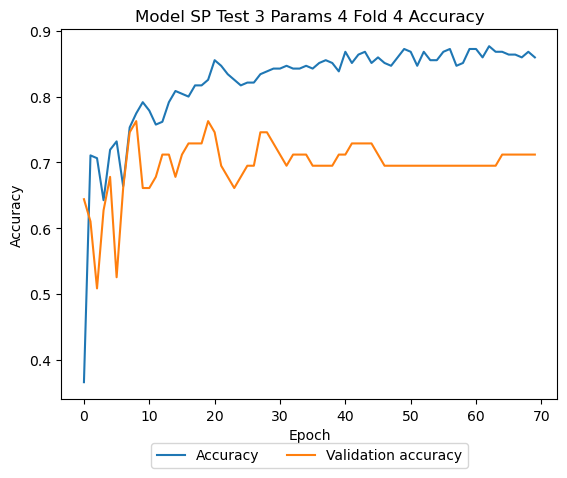 Model SP Test 3 Params 4 Fold 4 Accuracy
0.9
0.8
0.7
0.6
0.5
0.4
Accuracy
0 10 20 30 40 50 60 70
Epoch
Accuracy Validation accuracy